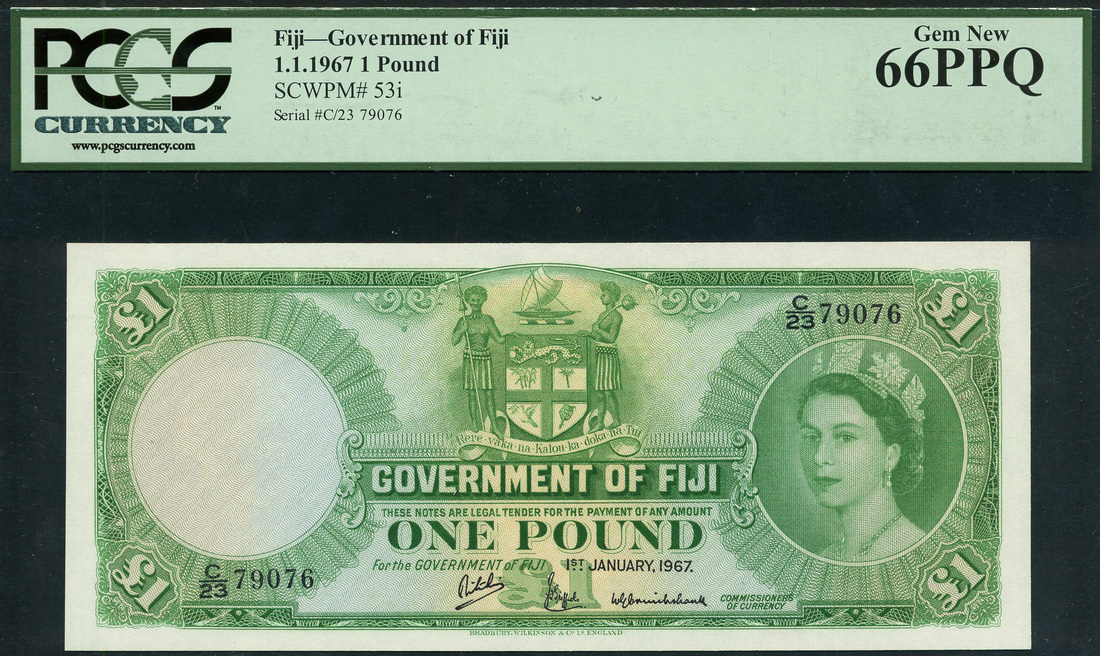 PCGS
CURRENCY
™
www.pcgscurrency.com
Fiji—Government of Fiji
1.1.1967 1 Pound
SCWPM# 53i
Serial #C/23 79076
Gem New
66PPQ
£1
£1
C/23 79076
Rere·vaka·na·Kalou·ka·doka·na·Tui
GOVERNMENT OF FIJI
THESE NOTES ARE LEGAL TENDER FOR THE PAYMENT OF ANY AMOUNT
ONE POUND
For the GOVERNMENT OF FIJI 1ST JANUARY, 1967.
C/23 79076
£1
£1
£1
COMMISSIONERS
OF CURRENCY
BRADBURY, WILKINSON & Co. Ld. ENGLAND